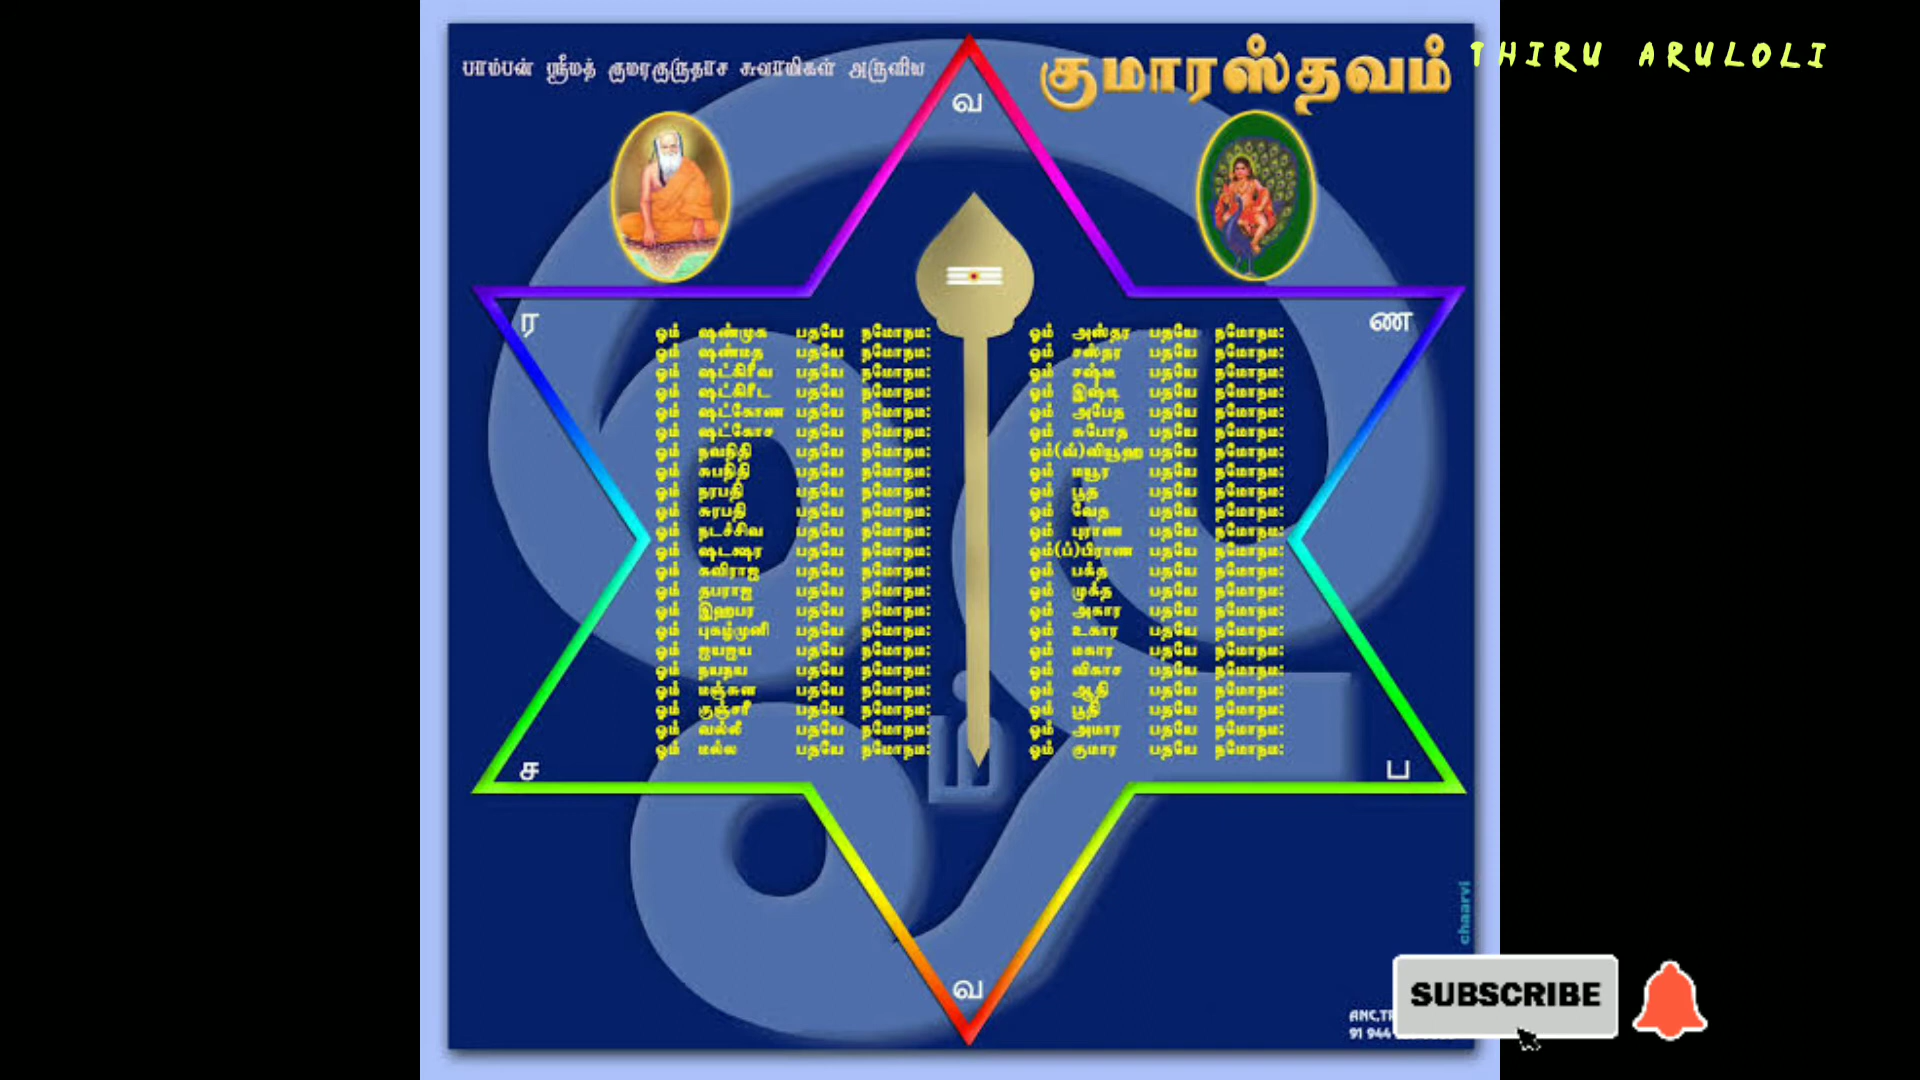 பாம்பன் ஸ்ரீமத் குமரகுருதாச சுவாமிகள் அருளிய
குமாரஸ்தவம்
THIRU ARULOLI
வ
ர
ண
ஓம் ஷண்முக பதயே நமோநம:
ஓம் ஷண்மத பதயே நமோநம:
ஓம் ஷட்கிரீவ பதயே நமோநம:
ஓம் ஷட்கிரீட பதயே நமோநம:
ஓம் ஷட்கோண பதயே நமோநம:
ஓம் ஷட்கோச பதயே நமோநம:
ஓம் நவநிதி பதயே நமோநம:
ஓம் சுபநிதி பதயே நமோநம:
ஓம் நரபதி பதயே நமோநம:
ஓம் சுரபதி பதயே நமோநம:
ஓம் நடச்சிவ பதயே நமோநம:
ஓம் ஷடக்ஷர பதயே நமோநம:
ஓம் கவிராஜ பதயே நமோநம:
ஓம் தபராஜ பதயே நமோநம:
ஓம் இஹபர பதயே நமோநம:
ஓம் புகழ்முனி பதயே நமோநம:
ஓம் ஜயஜய பதயே நமோநம:
ஓம் நயநய பதயே நமோநம:
ஓம் மஞ்சுள பதயே நமோநம:
ஓம் குஞ்சரீ பதயே நமோநம:
ஓம் வல்லீ பதயே நமோநம:
ஓம் மல்ல பதயே நமோநம:
ஓம் அஸ்த்ர பதயே நமோநம:
ஓம் சஸ்த்ர பதயே நமோநம:
ஓம் சஷ்டி பதயே நமோநம:
ஓம் இஷ்டி பதயே நமோநம:
ஓம் அபேத பதயே நமோநம:
ஓம் சுபோத பதயே நமோநம:
ஓம்(வ்)வியூஹ பதயே நமோநம:
ஓம் மயூர பதயே நமோநம:
ஓம் பூத பதயே நமோநம:
ஓம் வேத பதயே நமோநம:
ஓம் புராண பதயே நமோநம:
ஓம்(ப்)பிராண பதயே நமோநம:
ஓம் பக்த பதயே நமோநம:
ஓம் முக்த பதயே நமோநம:
ஓம் அகார பதயே நமோநம:
ஓம் உகார பதயே நமோநம:
ஓம் மகார பதயே நமோநம:
ஓம் விகாச பதயே நமோநம:
ஓம் ஆதி பதயே நமோநம:
ஓம் பூதி பதயே நமோநம:
ஓம் அமார பதயே நமோநம:
ஓம் குமார பதயே நமோநம:
ச
ப
வ
ஓம்
chaarvi
SUBSCRIBE
91 944